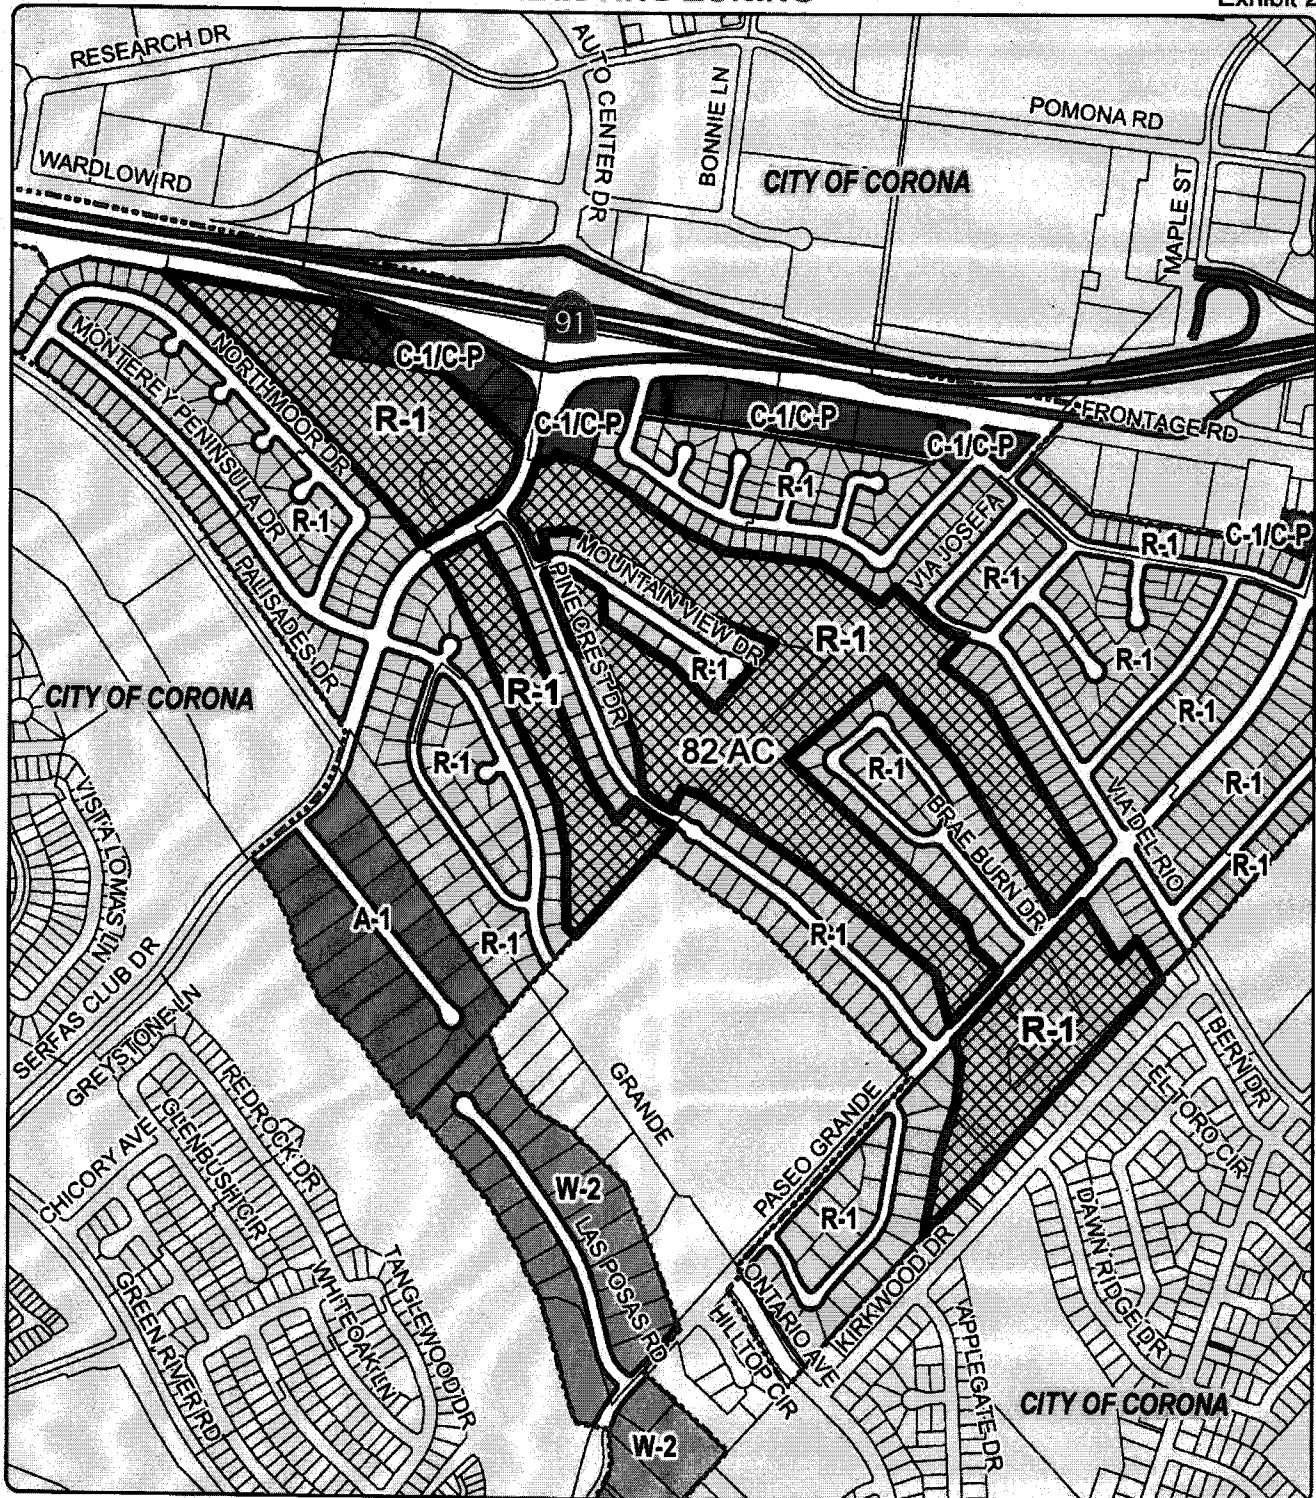 EXISTING ZONING
Exhibit 2
RESEARCH DR
AUTO CENTER DR
BONNIE LN
POMONA RD
WARDLOW RD
CITY OF CORONA
MAPLE ST
91
C-1/C-P
NORTHMOOR DR
MONTEREY PENINSULA DR
R-1
C-1/C-P
C-1/C-P
C-1/C-P
FRONTAGE RD
R-1
R-1
C-1/C-P
R-1
VIA JOSEFA
R-1
PALISADES DR
MOUNTAIN VIEW DR
PINECREST DR
R-1
R-1
R-1
CITY OF CORONA
R-1
R-1
82 AC
R-1
R-1
R-1
VISTA LOMAS LN
BRAE BURN DR
VIA DEL RIO
R-1
A-1
R-1
R-1
SERFAS CLUB DR
GREYSTONE LN
R-1
BERN DR
REDROCK DR
GRANDE
EL TORO CIR
PASEO GRANDE
CHICORY AVE
GLENBUSH CIR
W-2
R-1
DAWN RIDGE DR
LAS POSAS RD
GREEN RIVER RD
WHITEOAK LN
TANGLEWOOD DR
ONTARIO AVE
HILLTOP CIR
KIRKWOOD DR
APPLEGATE DR
CITY OF CORONA
W-2